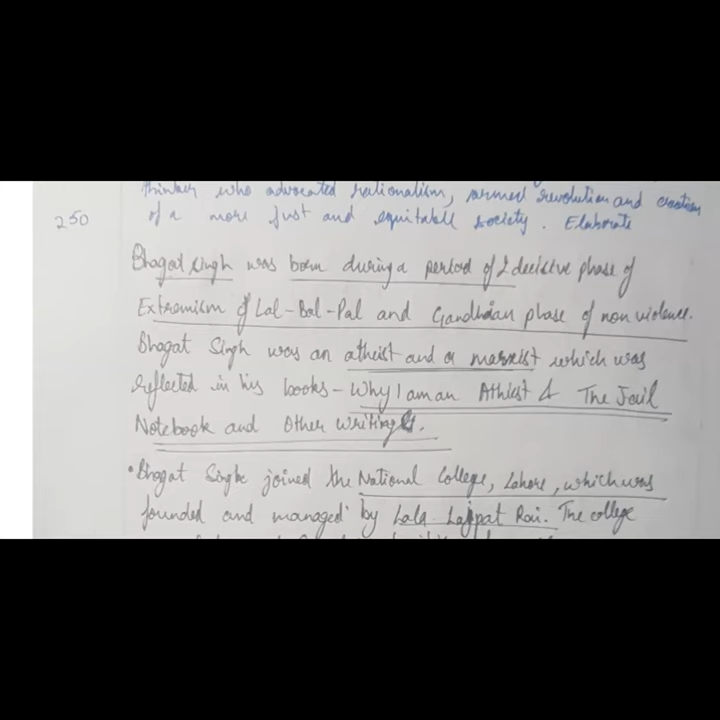 thinker who advocated rationalism, armed revolution and creation
250 of a more just and equitable society. Elaborate
Bhagat singh was born during a period of 2 decisive phase of
Extremism of Lal-Bal-Pal and Gandhian phase of non violence.
Bhagat Singh was an atheist and a marxist which was
reflected in his books - Why I am an Athiest & The Jail
Notebook and Other Writings.
• Bhagat Singh joined the National College, Lahore, which was
founded and managed by Lala Lajpat Rai. The college